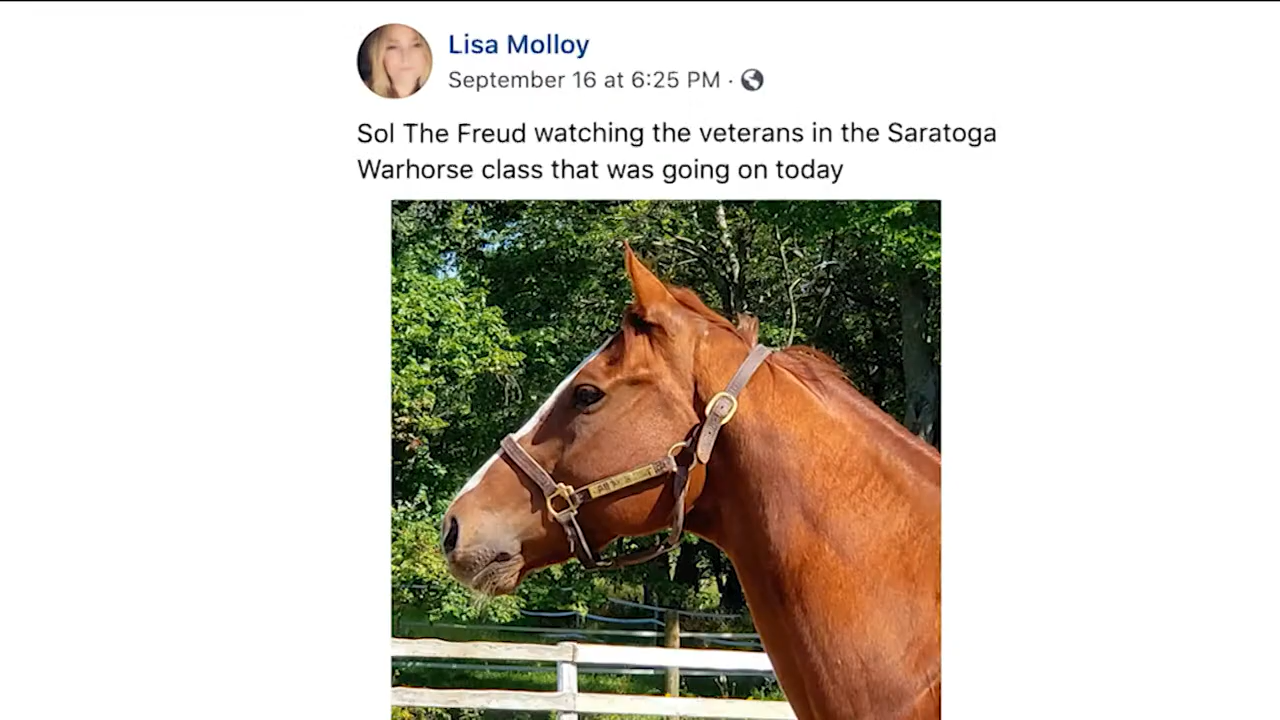 Lisa Molloy
September 16 at 6:25 PM ·
Sol The Freud watching the veterans in the Saratoga
Warhorse class that was going on today